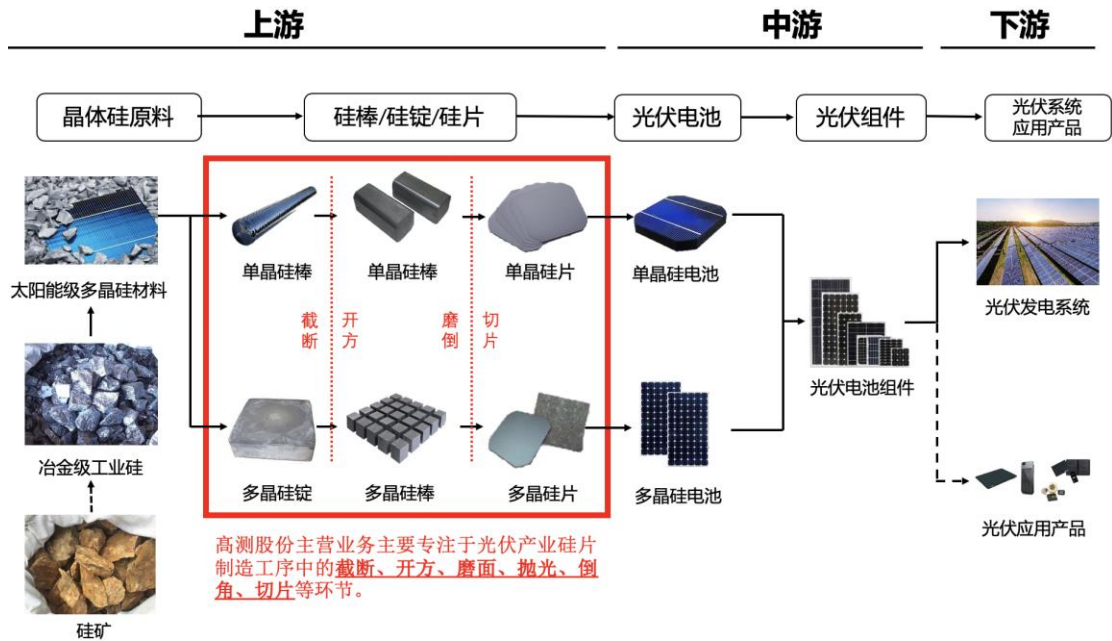 上游
中游
下游
晶体硅原料
硅棒/硅锭/硅片
光伏电池
光伏组件
光伏系统
应用产品
太阳能级多晶硅材料
单晶硅棒
单晶硅棒
单晶硅片
单晶硅电池
光伏发电系统
截断
开方
磨倒
切片
光伏电池组件
冶金级工业硅
多晶硅锭
多晶硅棒
多晶硅片
多晶硅电池
光伏应用产品
高测股份主营业务主要专注于光伏产业硅片
制造工序中的截断、开方、磨面、抛光、倒
角、切片等环节。
硅矿